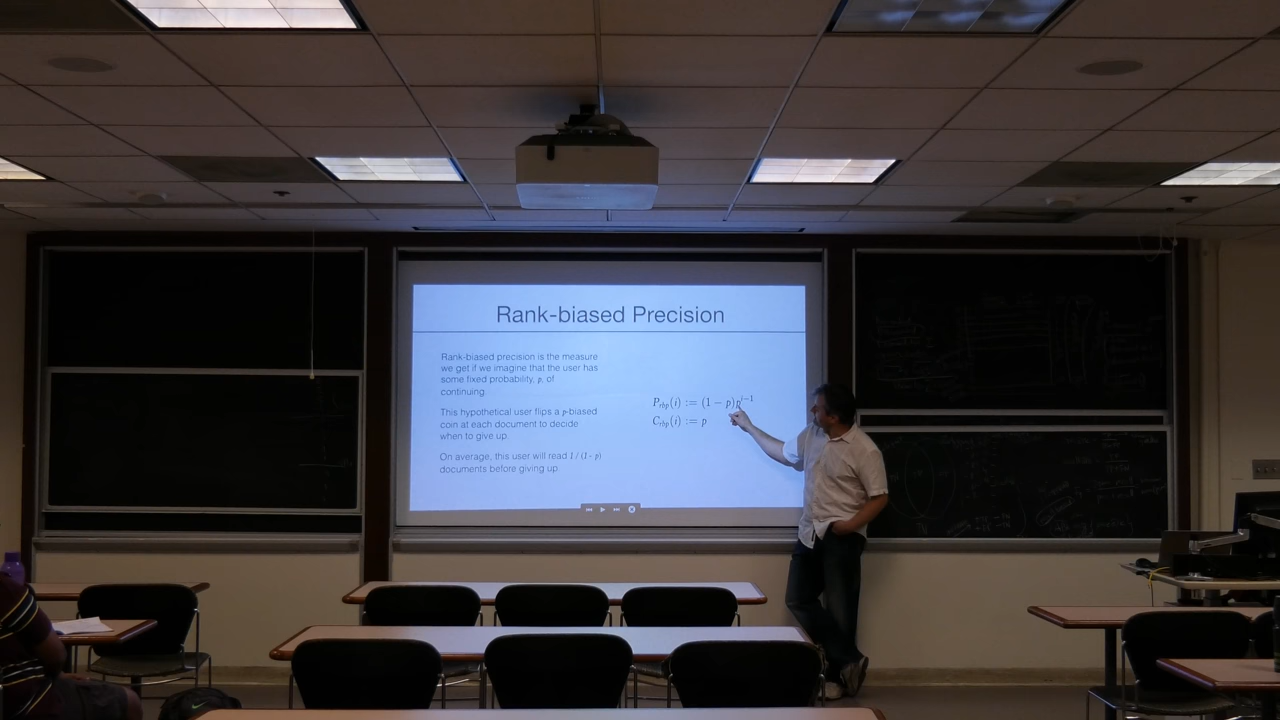 Rank-biased Precision
Rank-biased precision is the measure
we get if we imagine that the user has
some fixed probability, p, of
continuing.
This hypothetical user flips a p-biased
coin at each document to decide
when to give up.
On average, this user will read 1 / (1 - p)
documents before giving up.
P_rbp(i) := (1 − p)p^{i−1}
C_rbp(i) := p